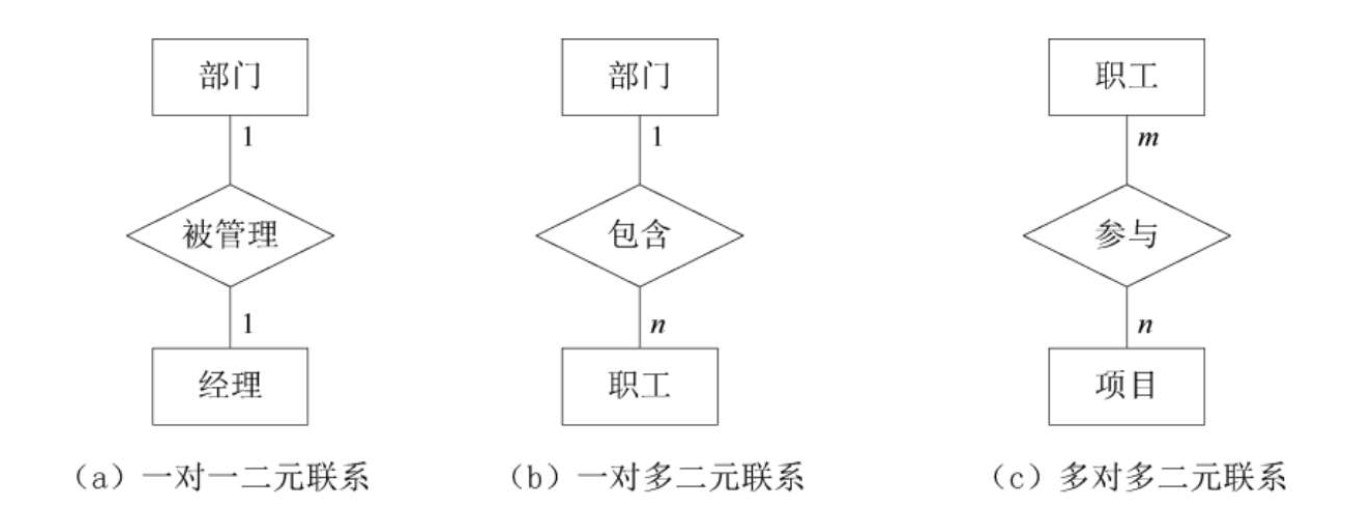 部门
1
被管理
1
经理
（a）一对一二元联系
部门
1
包含
n
职工
（b）一对多二元联系
职工
m
参与
n
项目
（c）多对多二元联系